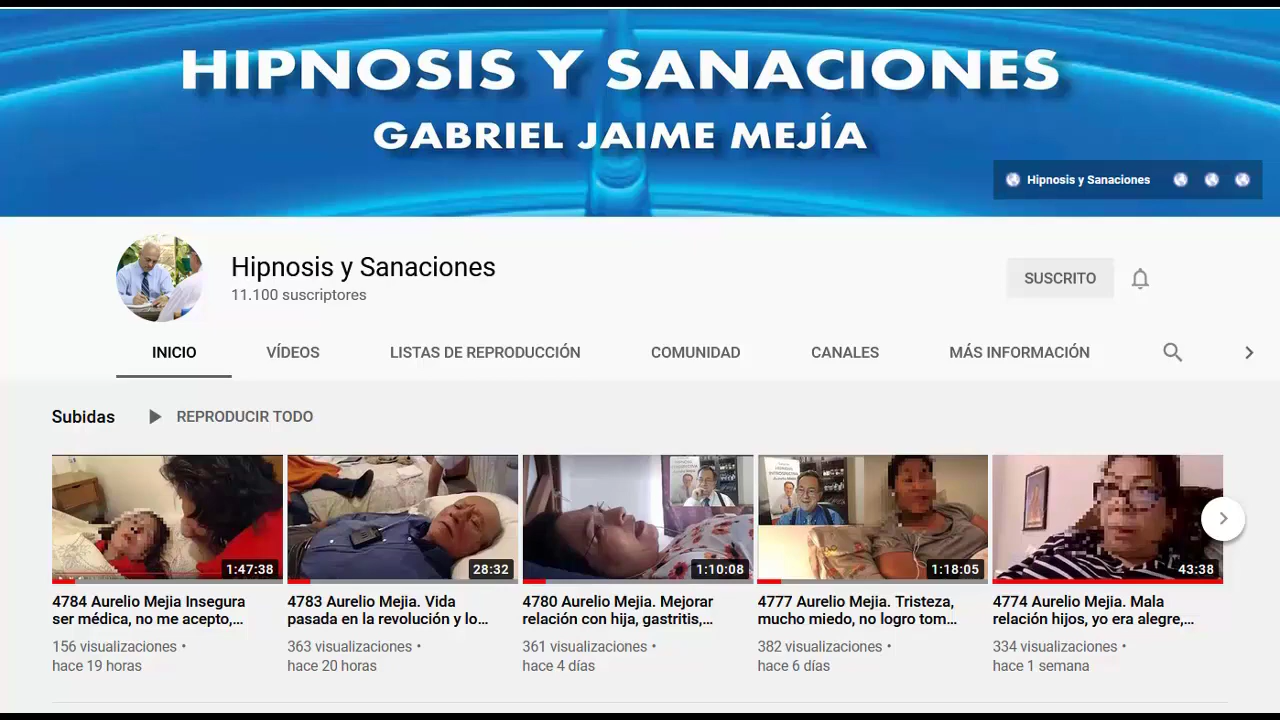 HIPNOSIS Y SANACIONES
GABRIEL JAIME MEJÍA
Hipnosis y Sanaciones
Hipnosis y Sanaciones
11.100 suscriptores
SUSCRITO
INICIO
VÍDEOS
LISTAS DE REPRODUCCIÓN
COMUNIDAD
CANALES
MÁS INFORMACIÓN
Subidas
REPRODUCIR TODO
1:47:38
4784 Aurelio Mejia Insegura
ser médica, no me acepto,...
156 visualizaciones •
hace 19 horas
28:32
4783 Aurelio Mejia. Vida
pasada en la revolución y lo...
363 visualizaciones •
hace 20 horas
1:10:08
4780 Aurelio Mejia. Mejorar
relación con hija, gastritis,...
361 visualizaciones •
hace 4 días
1:18:05
4777 Aurelio Mejia. Tristeza,
mucho miedo, no logro tom...
382 visualizaciones •
hace 6 días
43:38
4774 Aurelio Mejia. Mala
relación hijos, yo era alegre,...
334 visualizaciones •
hace 1 semana